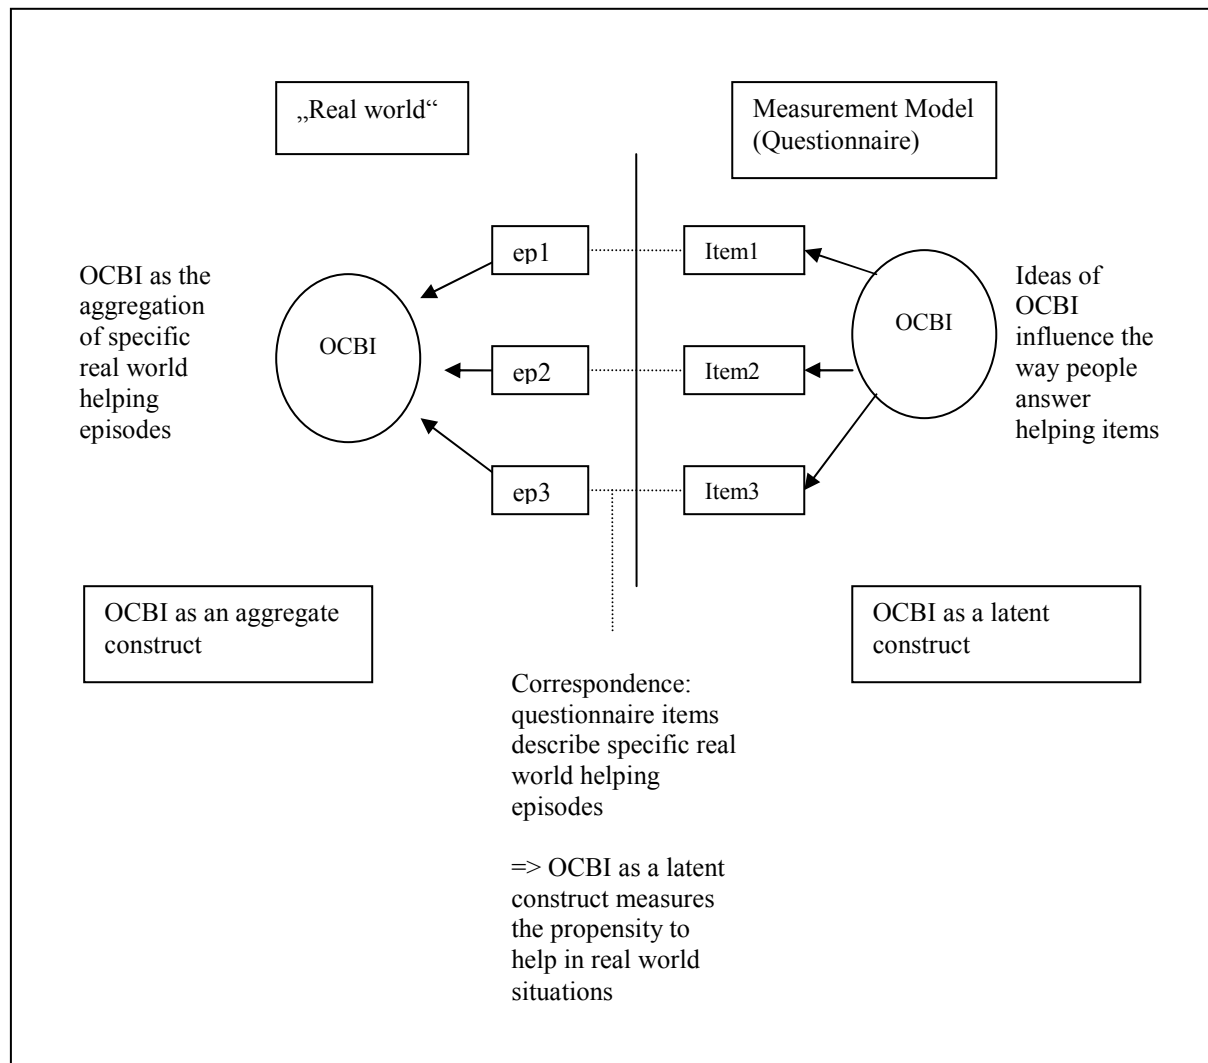 „Real world“
Measurement Model
(Questionnaire)
OCBI as the
aggregation
of specific
real world
helping
episodes
OCBI
ep1
ep2
ep3
Item1
Item2
Item3
OCBI
Ideas of
OCBI
influence the
way people
answer
helping items
OCBI as an aggregate
construct
OCBI as a latent
construct
Correspondence:
questionnaire items
describe specific real
world helping
episodes
=> OCBI as a latent
construct measures
the propensity to
help in real world
situations